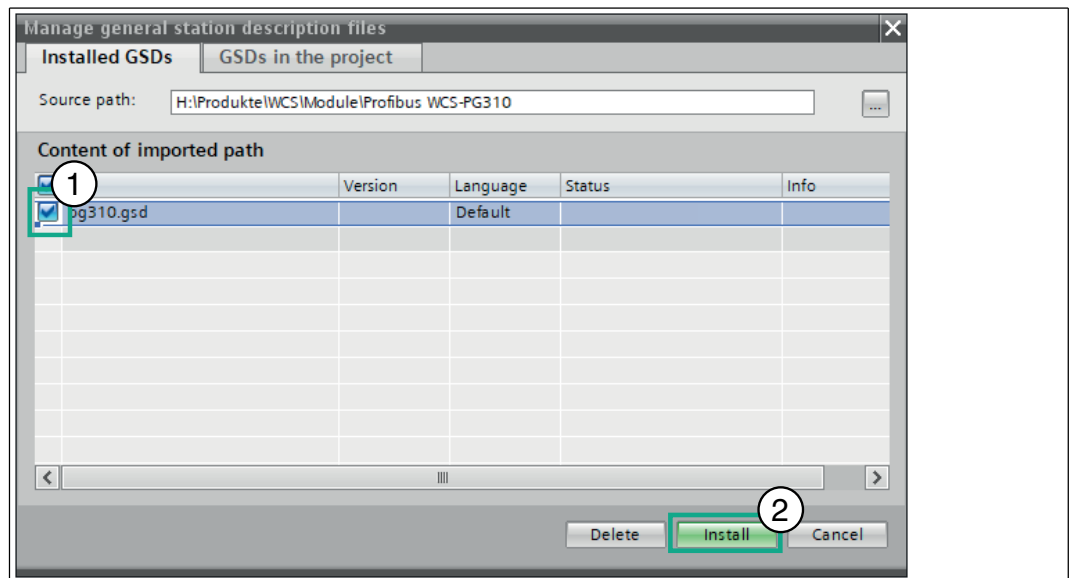 Manage general station description files
Installed GSDs GSDs in the project
Source path: H:\Produkte\WCS\Module\Profibus WCS-PG310 ...
Content of imported path
1 Version Language Status Info
pg310.gsd Default
2
Delete Install Cancel